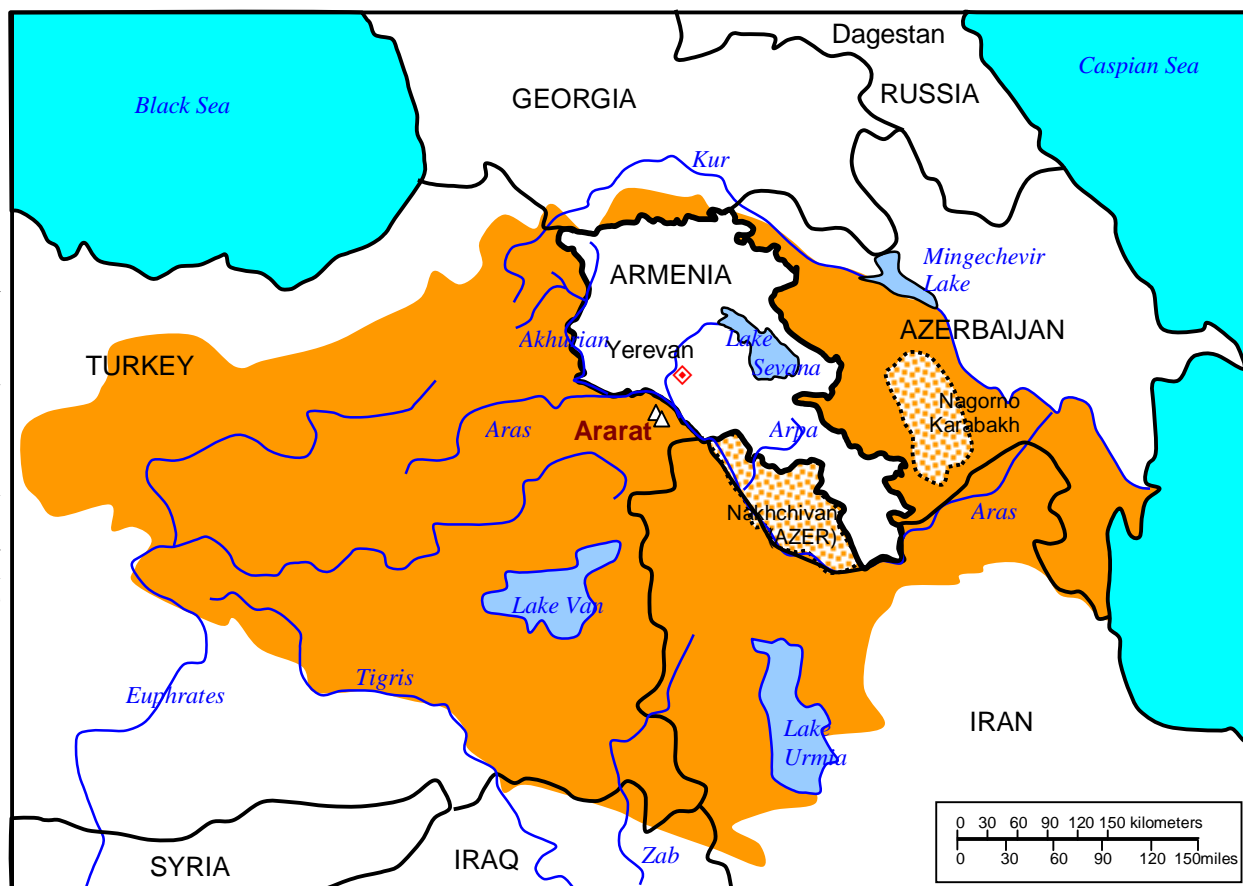 Dagestan
Black Sea
GEORGIA
RUSSIA
Caspian Sea
Kur
ARMENIA
Mingechevir
Lake
Akhurian
Yerevan
Lake
Sevana
AZERBAIJAN
TURKEY
Aras
Ararat
Arpa
Nagorno
Karabakh
Nakhchivan
(AZER)
Aras
Lake Van
Euphrates
Tigris
Lake
Urmia
IRAN
SYRIA
IRAQ
Zab
0 30 60 90 120 150 kilometers
0 30 60 90 120 150miles